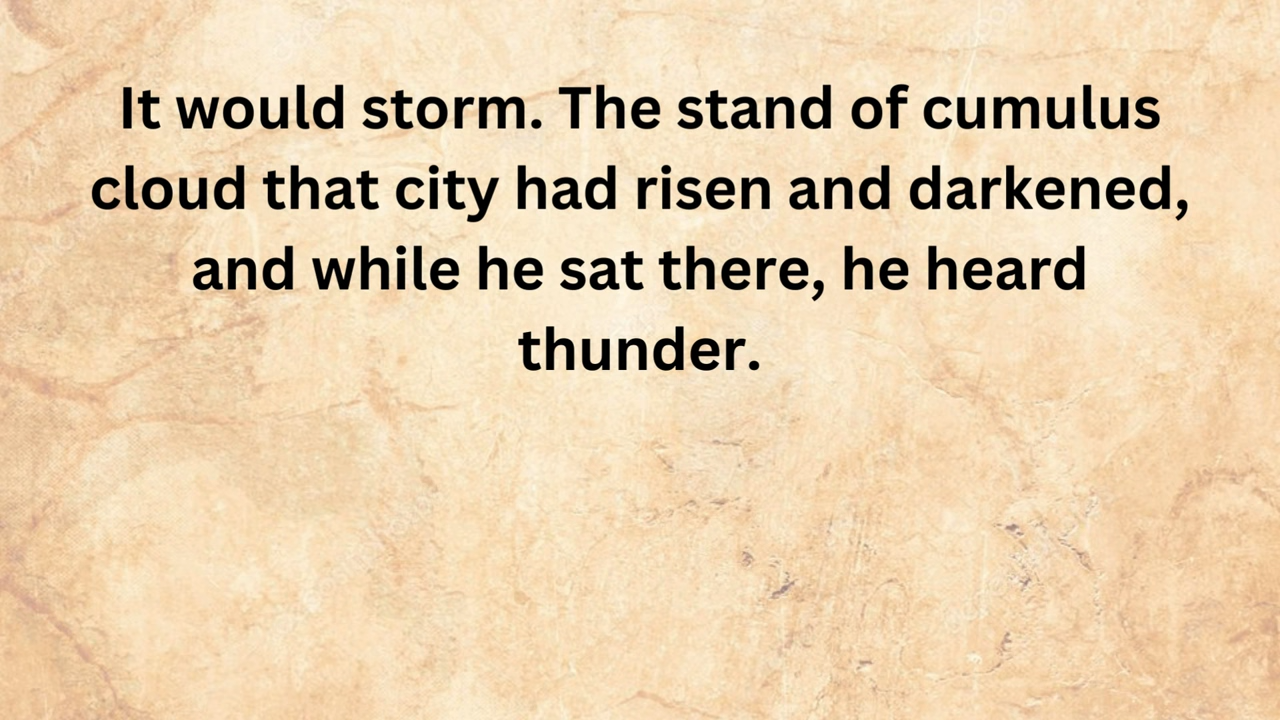 It would storm. The stand of cumulus
cloud that city had risen and darkened,
and while he sat there, he heard
thunder.